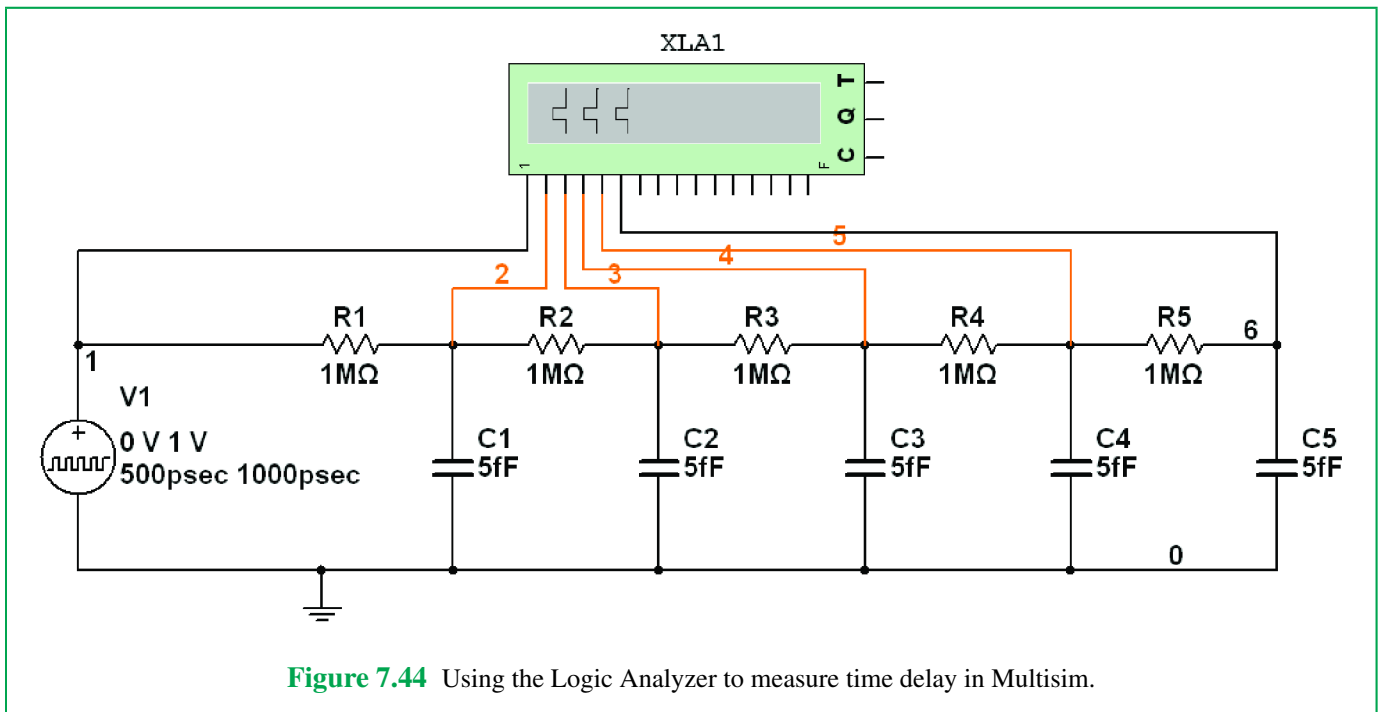 XLA1
T
Q
C
1
F
5
4
2
3
R1
R2
R3
R4
R5
6
1
1MΩ
1MΩ
1MΩ
1MΩ
1MΩ
V1
0 V 1 V
500psec 1000psec
C1
5fF
C2
5fF
C3
5fF
C4
5fF
C5
5fF
0
Figure 7.44 Using the Logic Analyzer to measure time delay in Multisim.